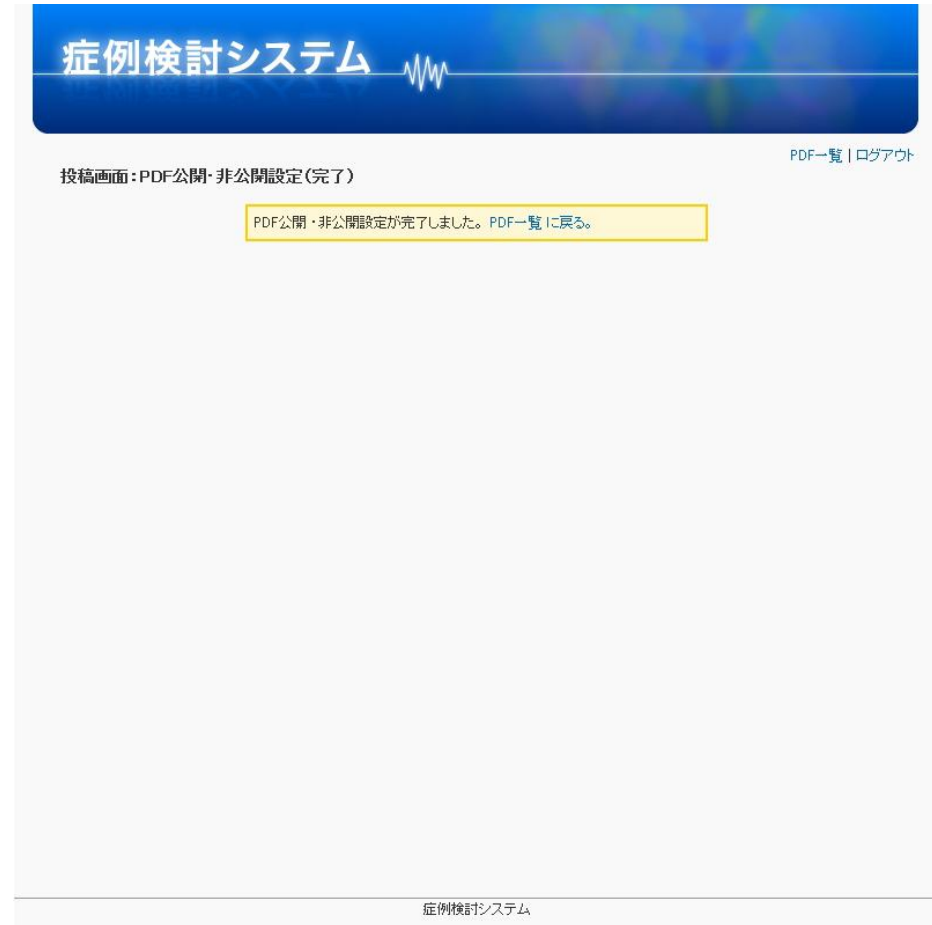 症例検討システム
PDF一覧 | ログアウト
投稿画面:PDF公開・非公開設定(完了)
PDF公開・非公開設定が完了しました。PDF一覧に戻る。
症例検討システム